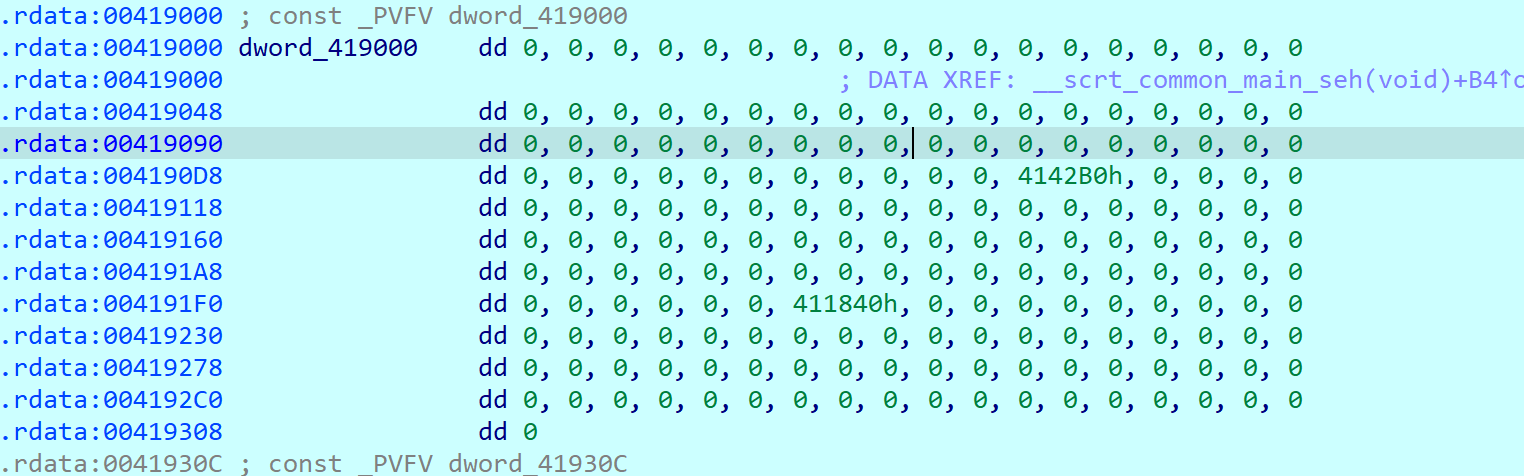 .rdata:00419000 ; const _PVFV dword_419000
.rdata:00419000 dword_419000 dd 0, 0, 0, 0, 0, 0, 0, 0, 0, 0, 0, 0, 0, 0, 0, 0, 0, 0
.rdata:00419000 ; DATA XREF: __scrt_common_main_seh(void)+B4↑o
.rdata:00419048 dd 0, 0, 0, 0, 0, 0, 0, 0, 0, 0, 0, 0, 0, 0, 0, 0, 0, 0
.rdata:00419090 dd 0, 0, 0, 0, 0, 0, 0, 0, 0, 0, 0, 0, 0, 0, 0, 0, 0, 0
.rdata:004190D8 dd 0, 0, 0, 0, 0, 0, 0, 0, 0, 0, 0, 4142B0h, 0, 0, 0, 0
.rdata:00419118 dd 0, 0, 0, 0, 0, 0, 0, 0, 0, 0, 0, 0, 0, 0, 0, 0, 0, 0
.rdata:00419160 dd 0, 0, 0, 0, 0, 0, 0, 0, 0, 0, 0, 0, 0, 0, 0, 0, 0, 0
.rdata:004191A8 dd 0, 0, 0, 0, 0, 0, 0, 0, 0, 0, 0, 0, 0, 0, 0, 0, 0, 0
.rdata:004191F0 dd 0, 0, 0, 0, 0, 0, 411840h, 0, 0, 0, 0, 0, 0, 0, 0, 0
.rdata:00419230 dd 0, 0, 0, 0, 0, 0, 0, 0, 0, 0, 0, 0, 0, 0, 0, 0, 0, 0
.rdata:00419278 dd 0, 0, 0, 0, 0, 0, 0, 0, 0, 0, 0, 0, 0, 0, 0, 0, 0, 0
.rdata:004192C0 dd 0, 0, 0, 0, 0, 0, 0, 0, 0, 0, 0, 0, 0, 0, 0, 0, 0, 0
.rdata:00419308 dd 0
.rdata:0041930C ; const _PVFV dword_41930C